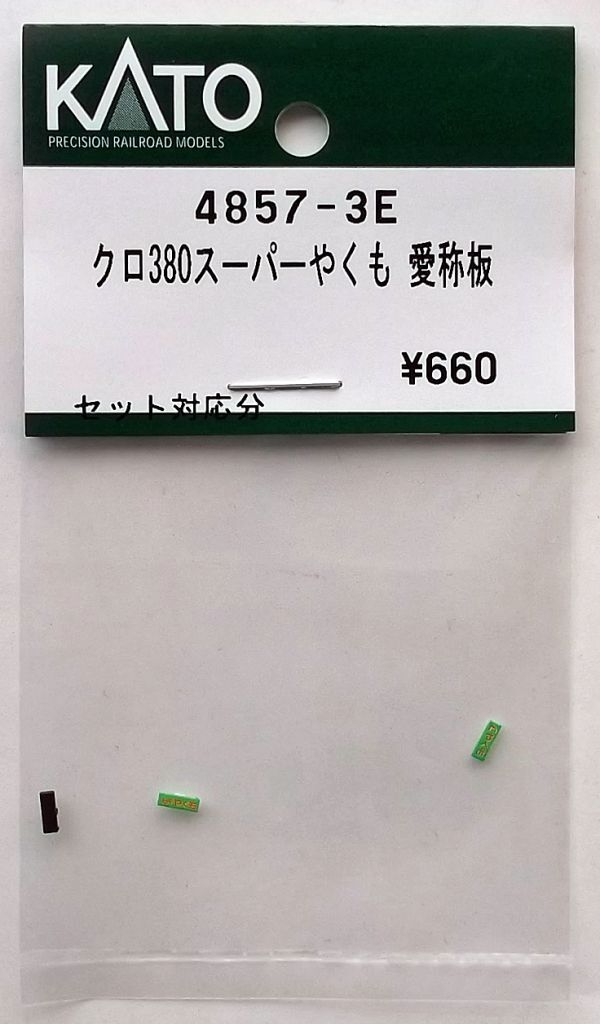 KATO
PRECISION RAILROAD MODELS
4857-3E
クロ380スーパーやくも 愛称板
¥660
セット対応分